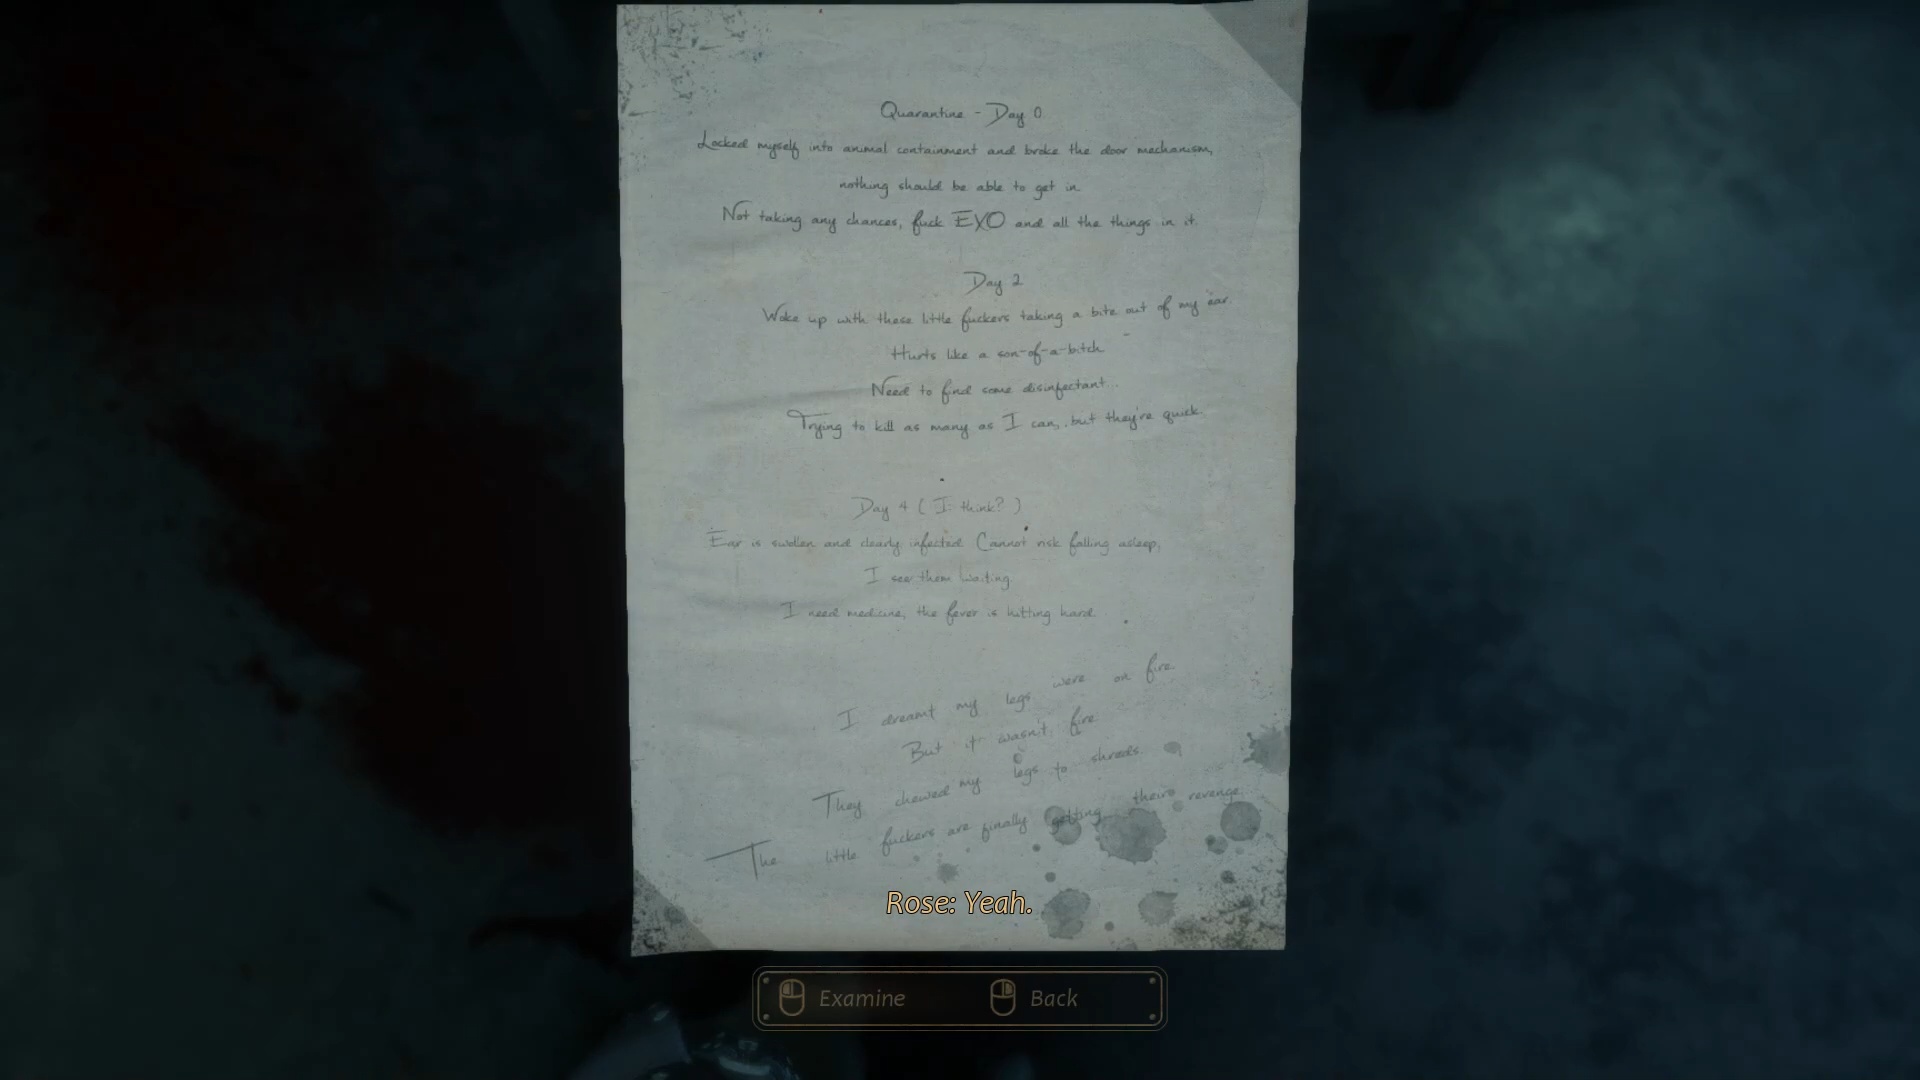 Quarantine - Day 0
Locked myself into animal containment and broke the door mechanism,
nothing should be able to get in.
Not taking any chances, fuck EXO and all the things in it.
Day 2
Woke up with these little fuckers taking a bite out of my ear.
Hurts like a son-of-a-bitch.
Need to find some disinfectant...
Trying to kill as many as I can, but they're quick.
Day 4 ( I think? )
Ear is swollen and clearly infected. Cannot risk falling asleep,
I see them waiting.
I need medicine, the fever is hitting hard.
I dreamt my legs were on fire.
But it wasn't fire
They chewed my legs to shreds.
The little fuckers are finally getting their revenge.
Rose: Yeah.
Examine Back